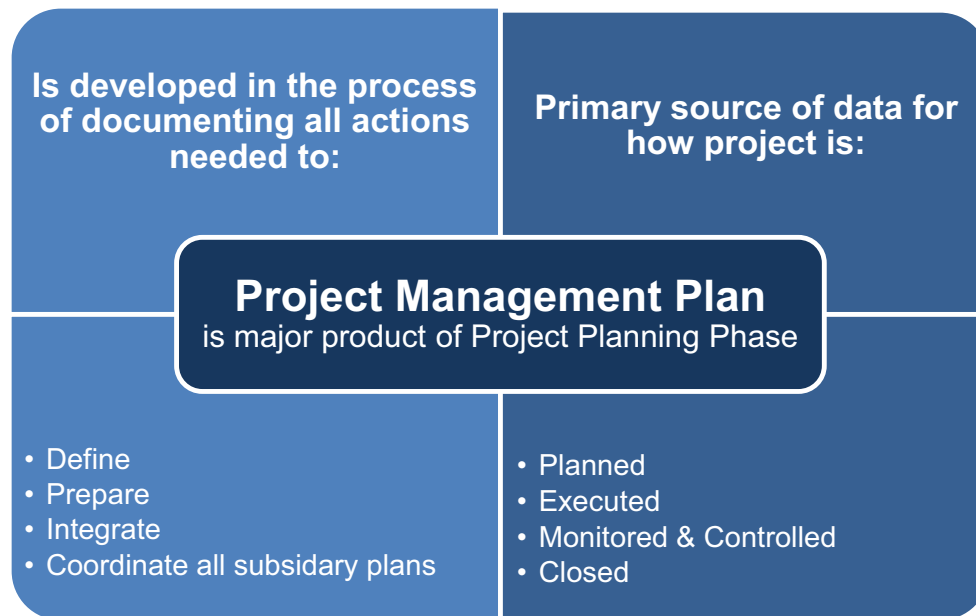 Is developed in the process
of documenting all actions
needed to:
Primary source of data for
how project is:
Project Management Plan
is major product of Project Planning Phase
• Define
• Prepare
• Integrate
• Coordinate all subsidary plans
• Planned
• Executed
• Monitored & Controlled
• Closed